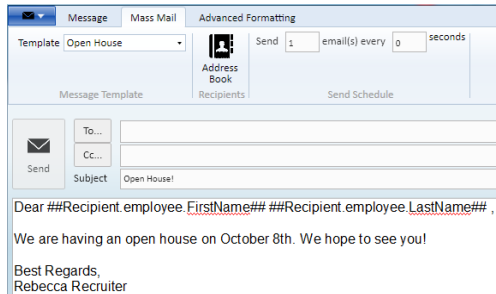 Message Mass Mail Advanced Formatting
Template Open House Send 1 email(s) every 0 seconds
Address
Book
Message Template Recipients Send Schedule
To...
Cc...
Send
Subject Open House!
Dear ##Recipient.employee.FirstName## ##Recipient.employee.LastName## ,
We are having an open house on October 8th. We hope to see you!
Best Regards,
Rebecca Recruiter